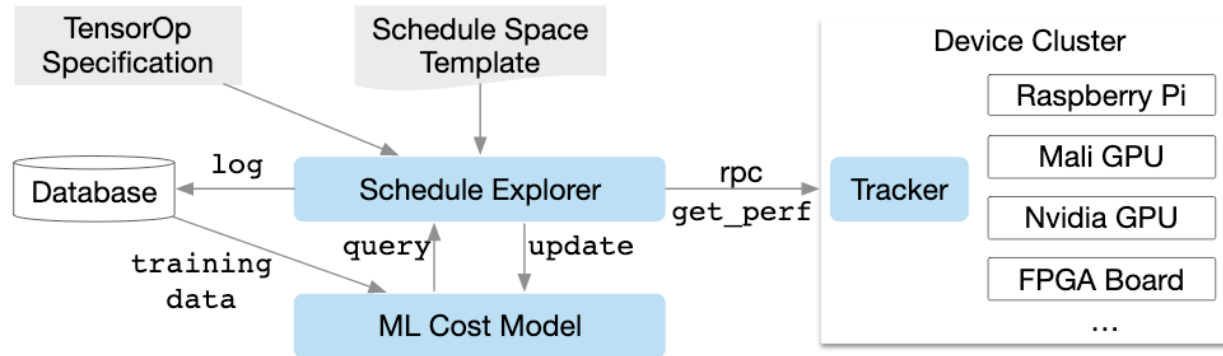 TensorOp
Specification
Schedule Space
Template
Device Cluster
Raspberry Pi
Mali GPU
Nvidia GPU
FPGA Board
...
Database
log
Schedule Explorer
rpc
get_perf
Tracker
training
data
query
update
ML Cost Model